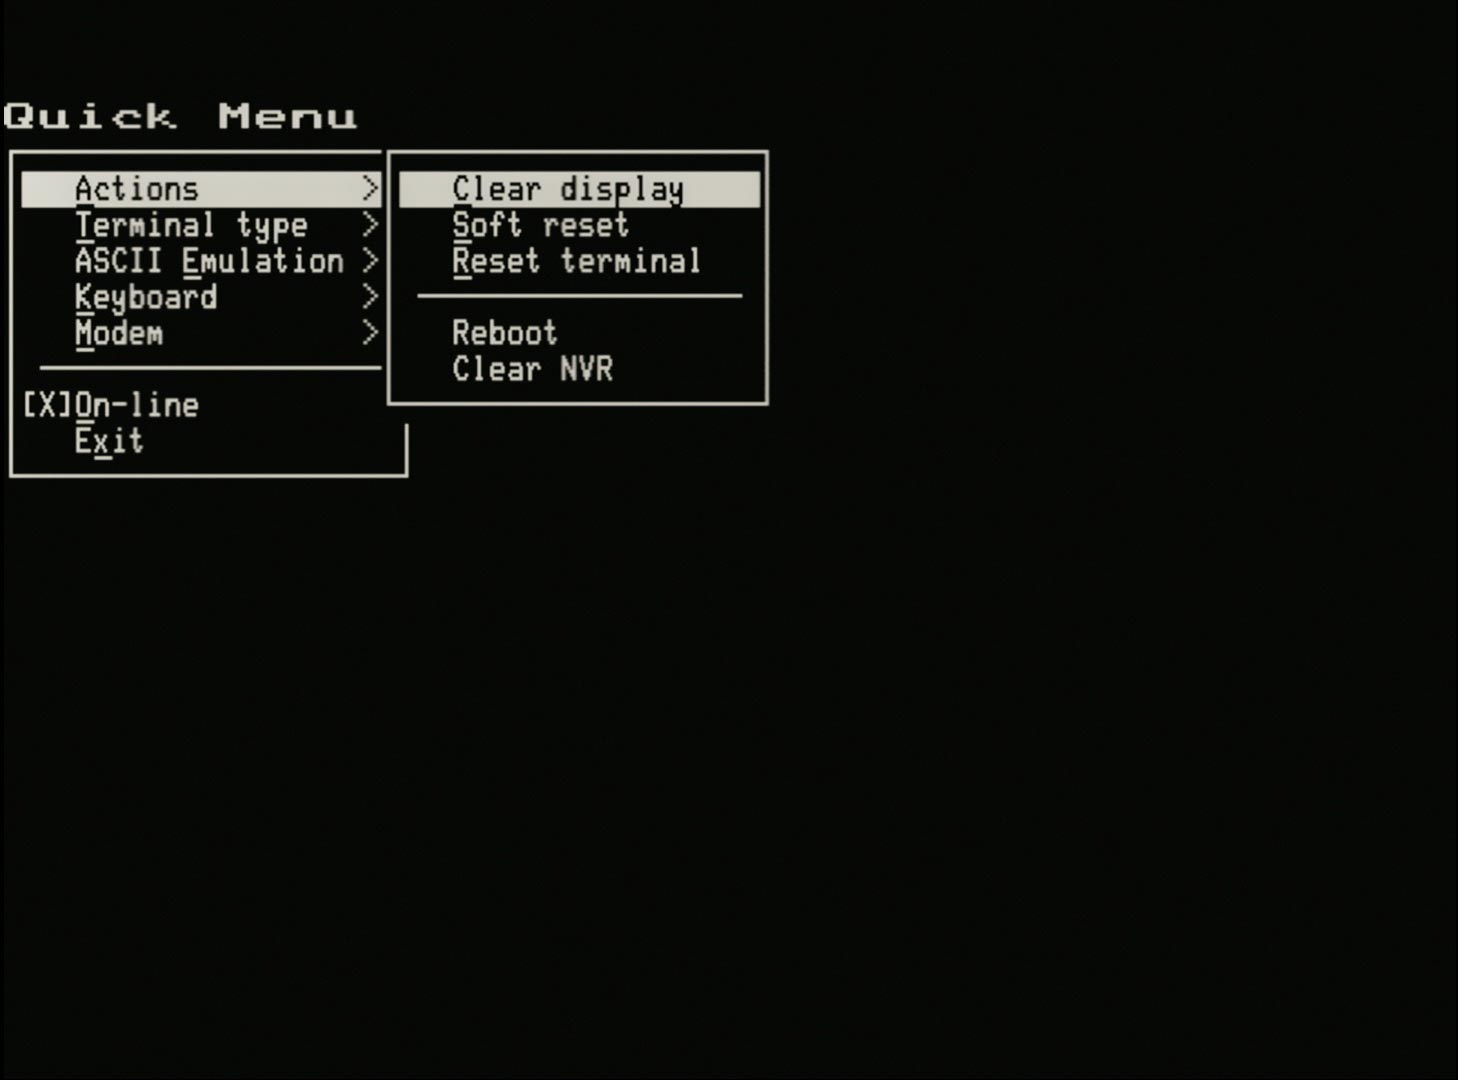 Quick Menu
Actions >
Terminal type >
ASCII Emulation >
Keyboard >
Modem >
[X]On-line
Exit
Clear display
Soft reset
Reset terminal
Reboot
Clear NVR